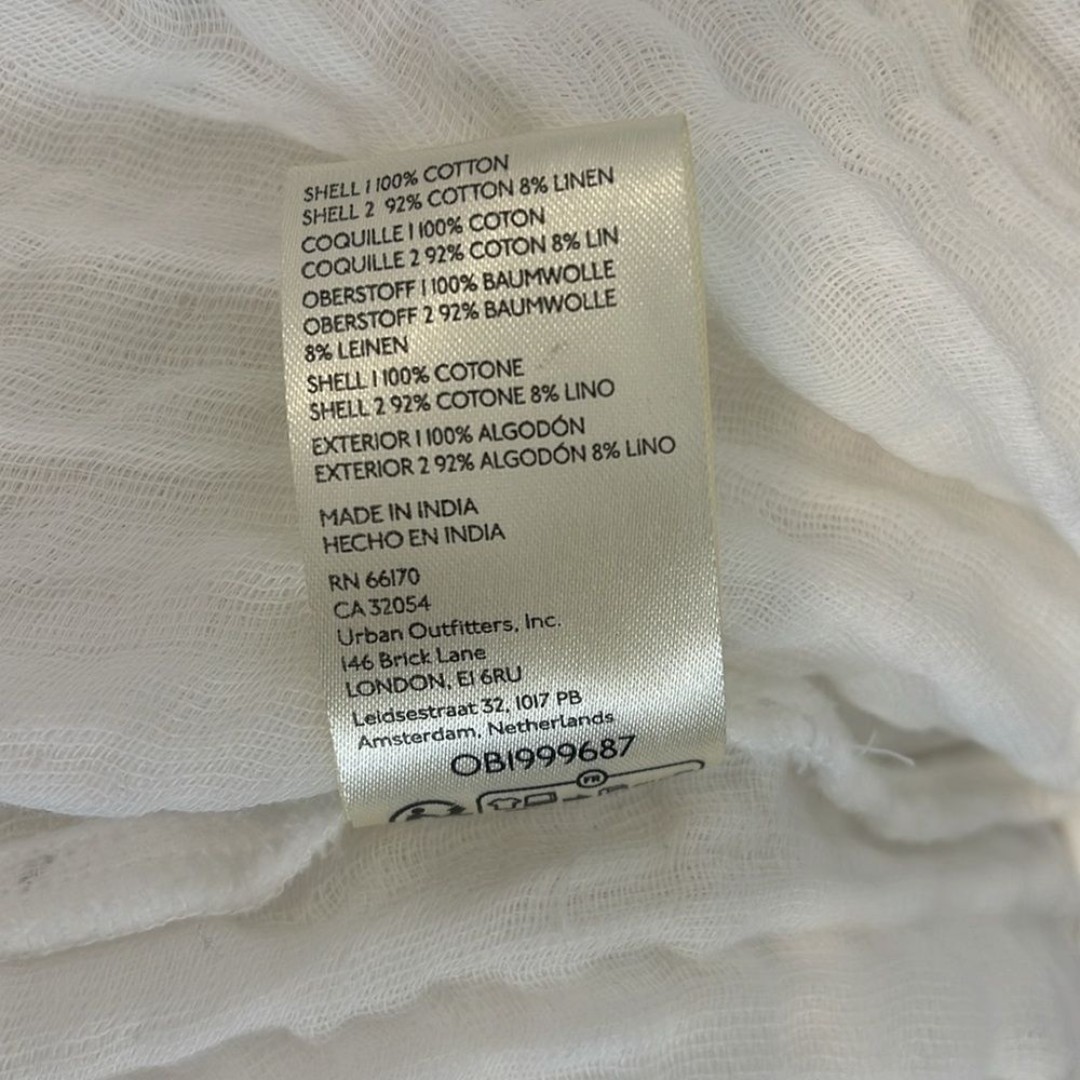 SHELL 1 100% COTTON
SHELL 2 92% COTTON 8% LINEN
COQUILLE 1 100% COTON
COQUILLE 2 92% COTON 8% LIN
OBERSTOFF 1 100% BAUMWOLLE
OBERSTOFF 2 92% BAUMWOLLE
8% LEINEN
SHELL 1 100% COTONE
SHELL 2 92% COTONE 8% LINO
EXTERIOR 1 100% ALGODÓN
EXTERIOR 2 92% ALGODÓN 8% LINO
MADE IN INDIA
HECHO EN INDIA
RN 66170
CA 32054
Urban Outfitters, Inc.
146 Brick Lane
LONDON, E1 6RU
Leidsestraat 32, 1017 PB
Amsterdam, Netherlands
OB1999687
FR